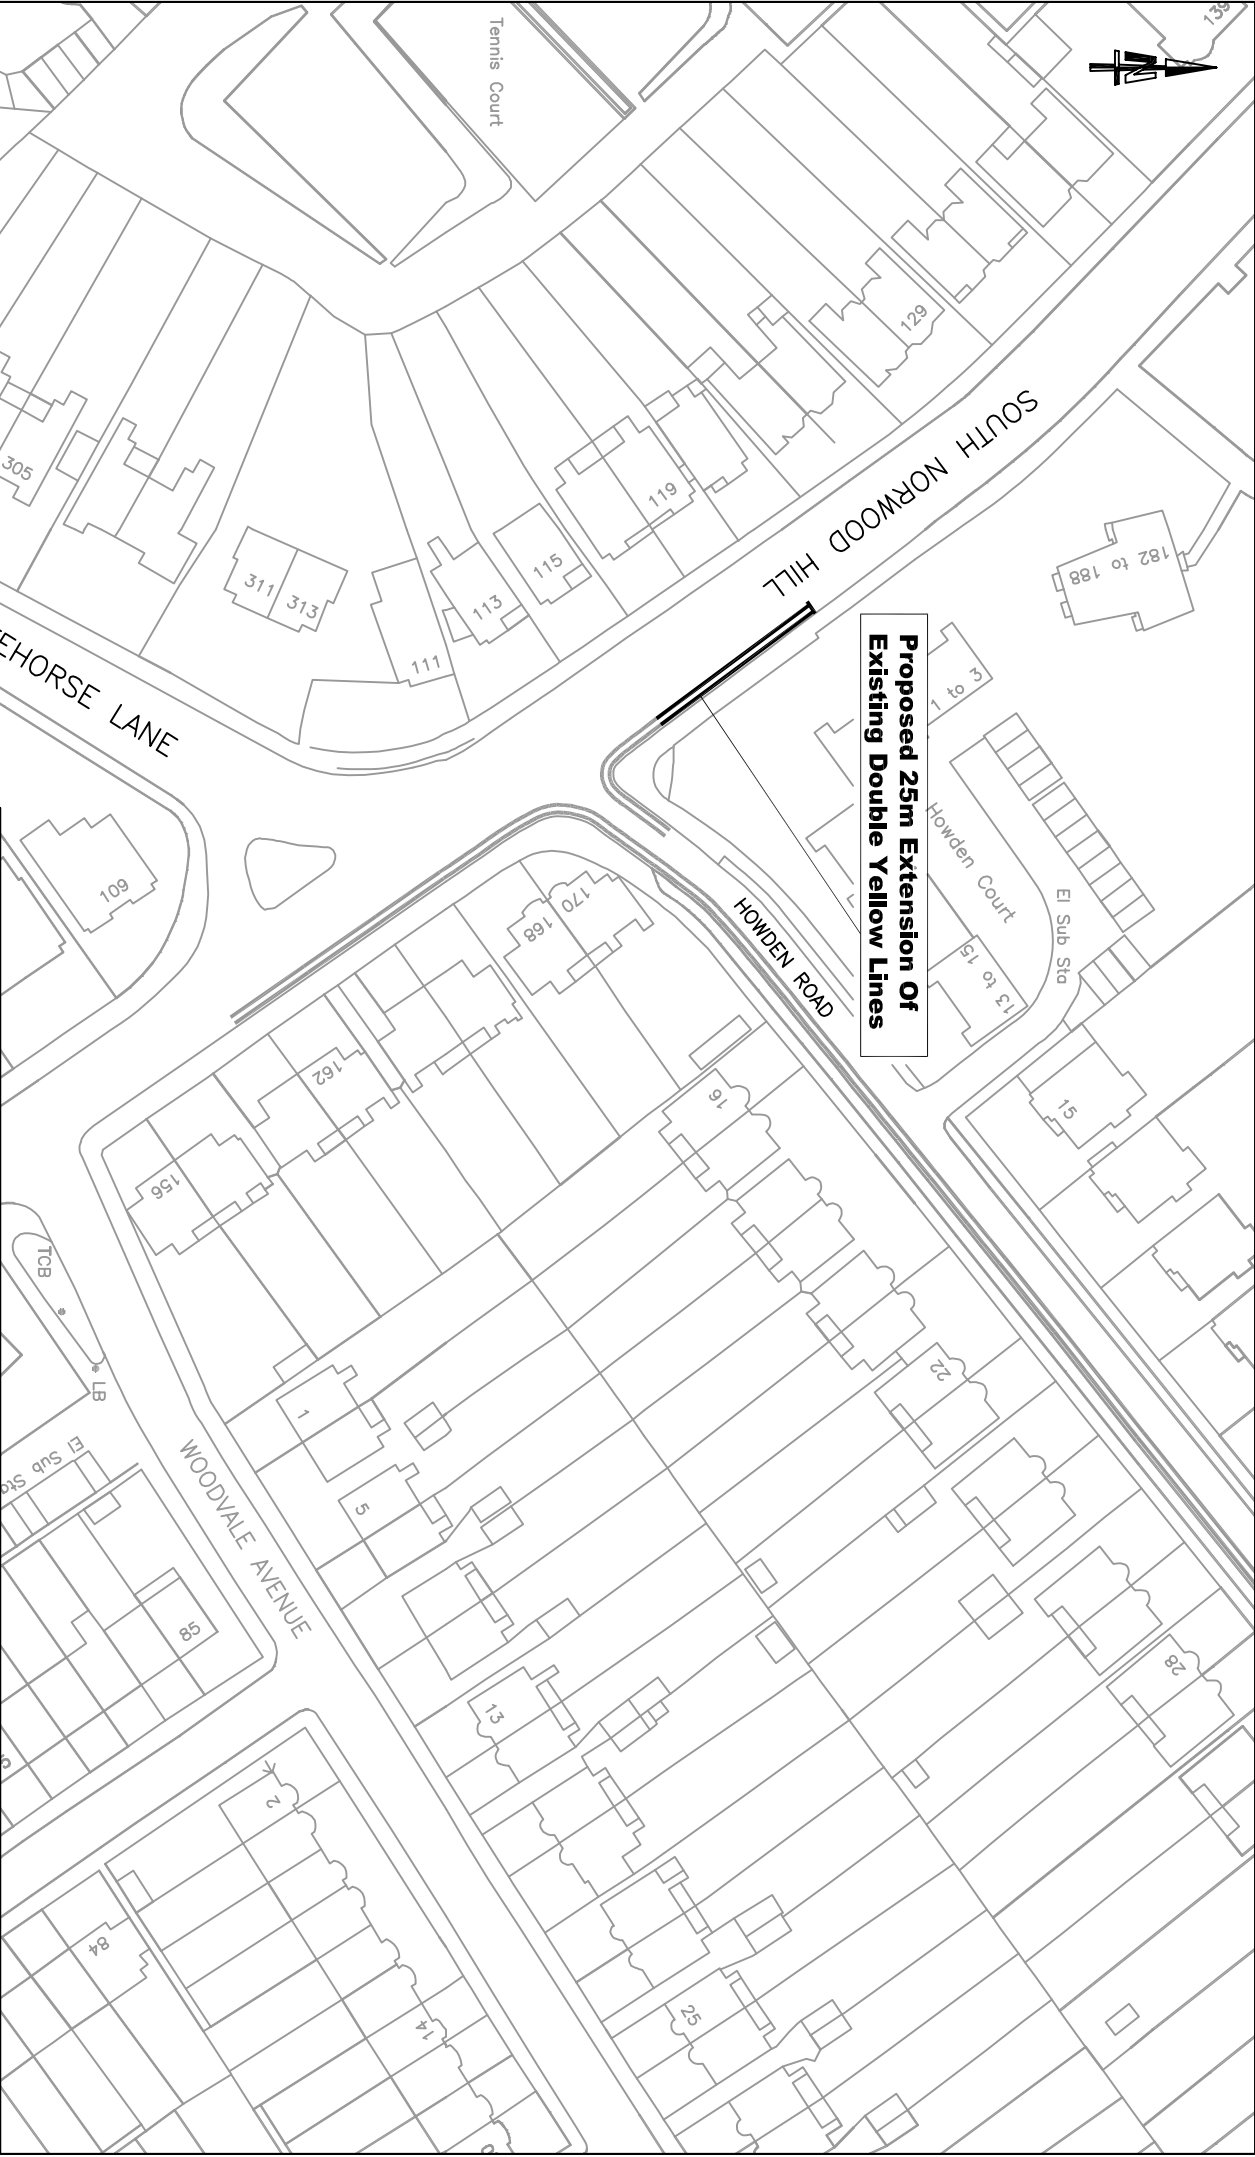 Proposed 25m Extension Of
Existing Double Yellow Lines
N
139
Tennis Court
129
SOUTH NORWOOD HILL
182 to 188
119
115
113
111
305
311
313
EHORSE LANE
1 to 3
Howden Court
El Sub Sta
13 to 15
HOWDEN ROAD
109
170
168
162
156
15
16
22
28
TCB
LB
El Sub Sta
WOODVALE AVENUE
1
5
13
25
85
2
14
84